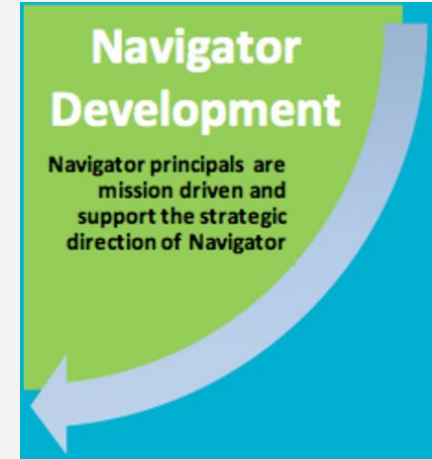 Navigator
Development
Navigator principals are
mission driven and
support the strategic
direction of Navigator